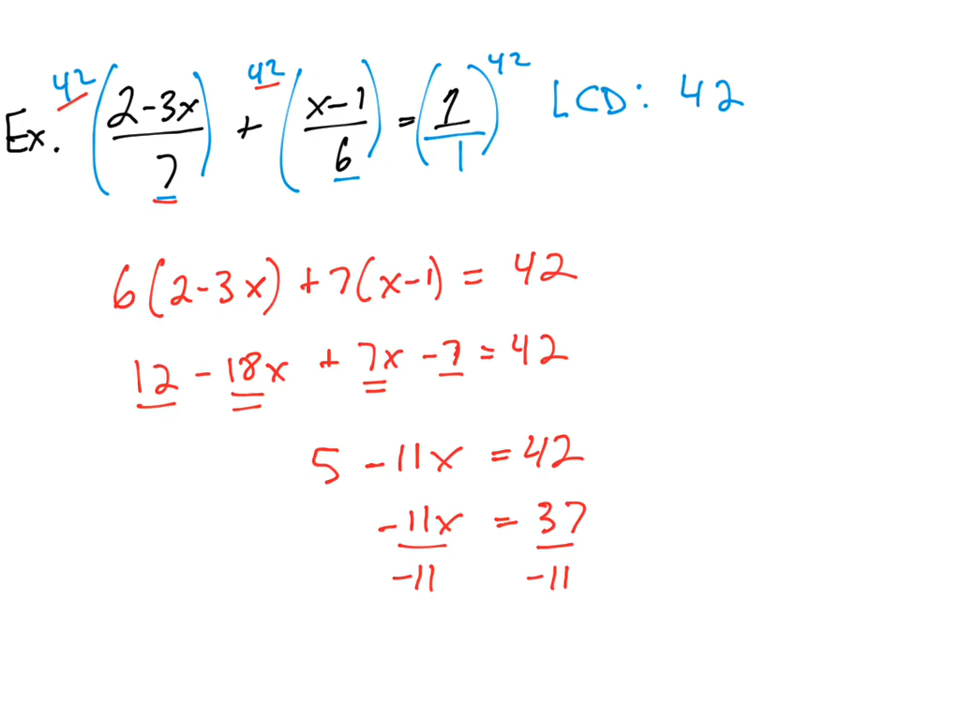 Ex. 42((2-3x)/7) + 42((x-1)/6) = (1/1)42 LCD: 42
6(2-3x) + 7(x-1) = 42
12 - 18x + 7x - 7 = 42
5 - 11x = 42
-11x/-11 = 37/-11